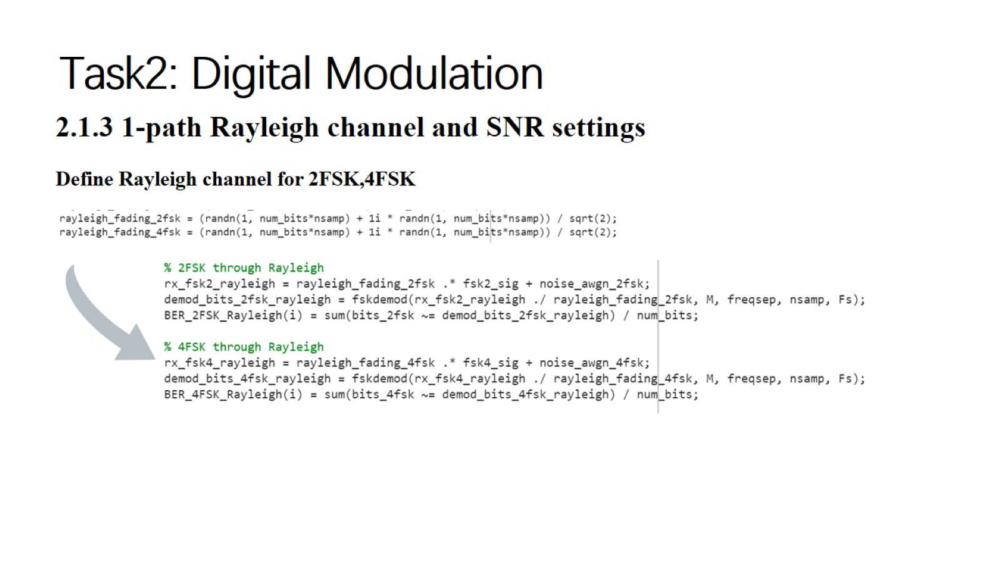 Task2: Digital Modulation
2.1.3 1-path Rayleigh channel and SNR settings
Define Rayleigh channel for 2FSK,4FSK
rayleigh_fading_2fsk = (randn(1, num_bits*nsamp) + 1i * randn(1, num_bits*nsamp)) / sqrt(2);
rayleigh_fading_4fsk = (randn(1, num_bits*nsamp) + 1i * randn(1, num_bits*nsamp)) / sqrt(2);
% 2FSK through Rayleigh
rx_fsk2_rayleigh = rayleigh_fading_2fsk .* fsk2_sig + noise_awgn_2fsk;
demod_bits_2fsk_rayleigh = fskdemod(rx_fsk2_rayleigh ./ rayleigh_fading_2fsk, M, freqsep, nsamp, Fs);
BER_2FSK_Rayleigh(i) = sum(bits_2fsk ~= demod_bits_2fsk_rayleigh) / num_bits;
% 4FSK through Rayleigh
rx_fsk4_rayleigh = rayleigh_fading_4fsk .* fsk4_sig + noise_awgn_4fsk;
demod_bits_4fsk_rayleigh = fskdemod(rx_fsk4_rayleigh ./ rayleigh_fading_4fsk, M, freqsep, nsamp, Fs);
BER_4FSK_Rayleigh(i) = sum(bits_4fsk ~= demod_bits_4fsk_rayleigh) / num_bits;